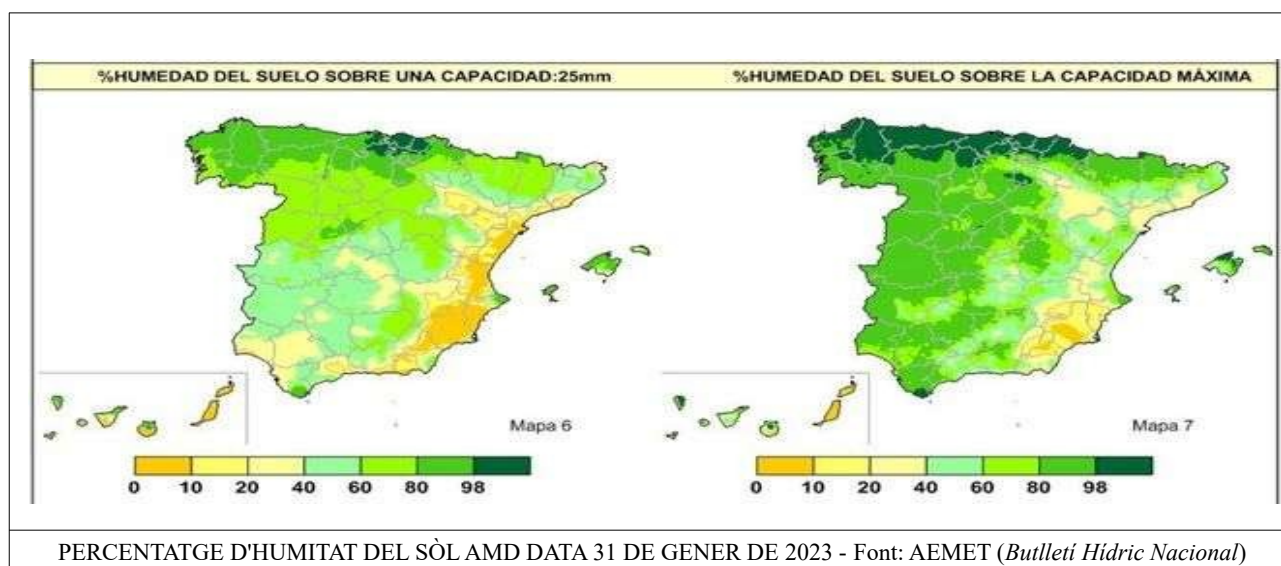 %HUMEDAD DEL SUELO SOBRE UNA CAPACIDAD:25mm
%HUMEDAD DEL SUELO SOBRE LA CAPACIDAD MÁXIMA
Mapa 6
Mapa 7
0 10 20 40 60 80 98
0 10 20 40 60 80 98
PERCENTATGE D'HUMITAT DEL SÒL AMD DATA 31 DE GENER DE 2023 - Font: AEMET (Butlletí Hídric Nacional)